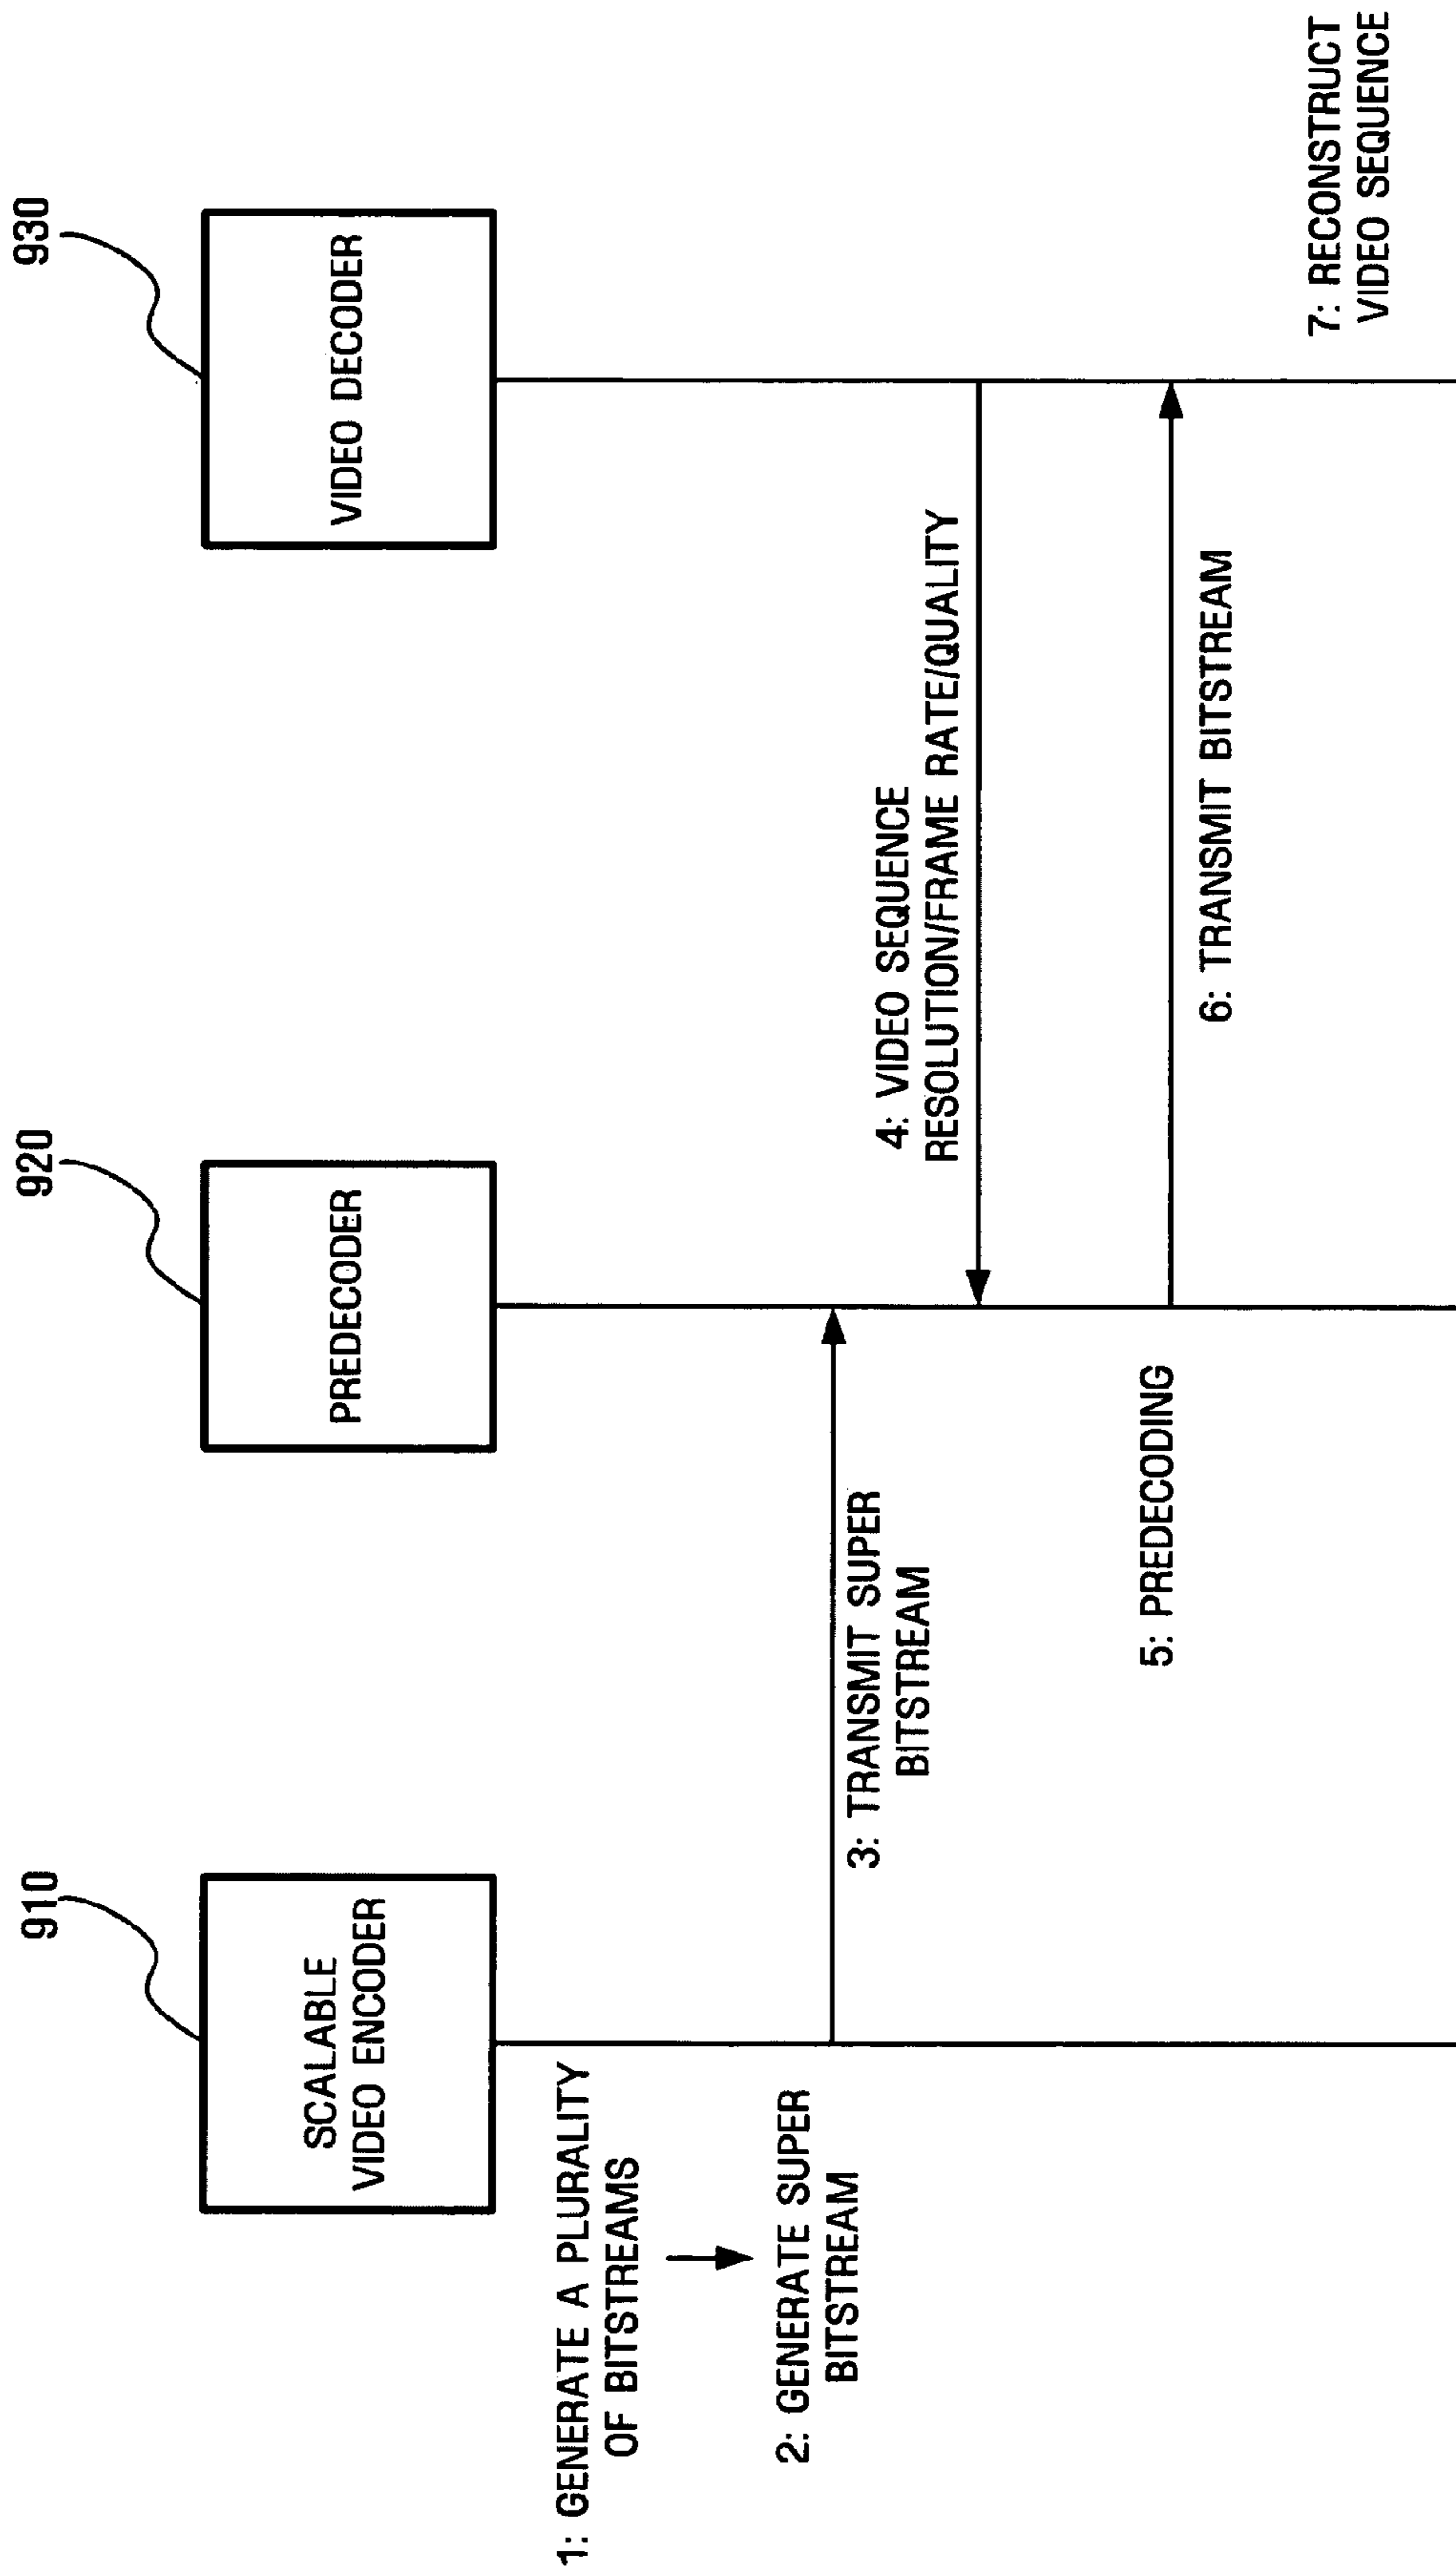 910
SCALABLE
VIDEO ENCODER
920
PREDECODER
930
VIDEO DECODER
1: GENERATE A PLURALITY
OF BITSTREAMS
2: GENERATE SUPER
BITSTREAM
3: TRANSMIT SUPER
BITSTREAM
4: VIDEO SEQUENCE
RESOLUTION/FRAME RATE/QUALITY
5: PREDECODING
6: TRANSMIT BITSTREAM
7: RECONSTRUCT
VIDEO SEQUENCE